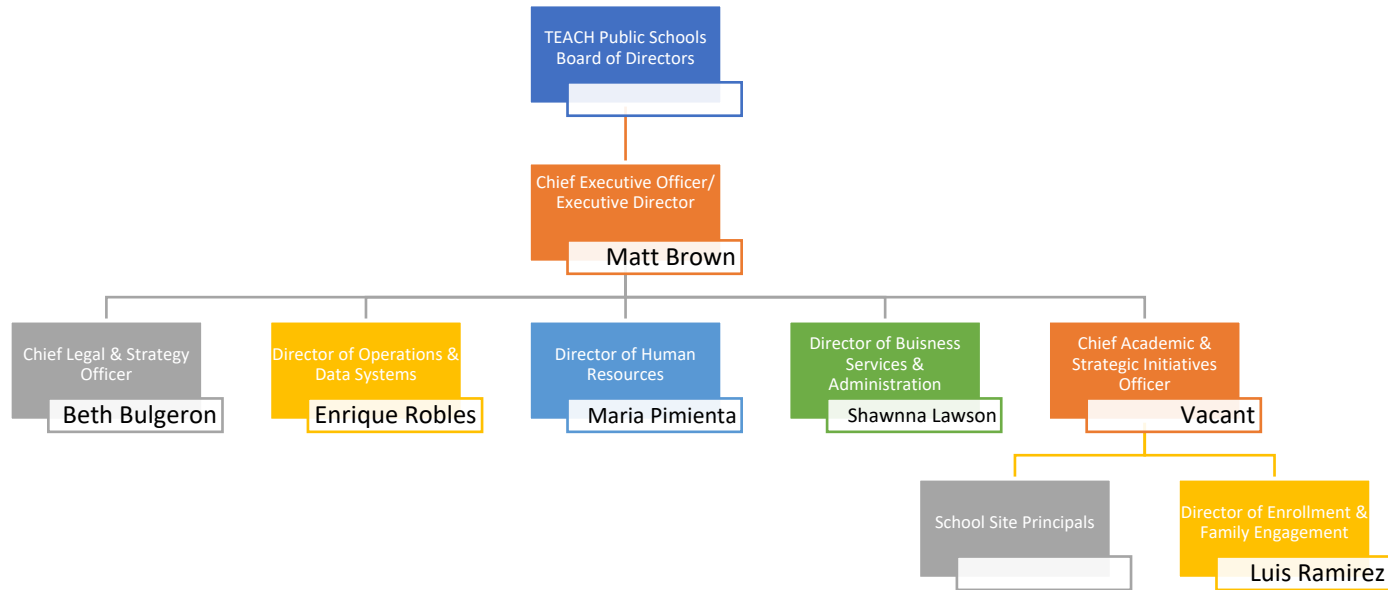 TEACH Public Schools
Board of Directors
Chief Executive Officer/
Executive Director
Matt Brown
Chief Legal & Strategy
Officer
Beth Bulgeron
Director of Operations &
Data Systems
Enrique Robles
Director of Human
Resources
Maria Pimienta
Director of Buisness
Services &
Administration
Shawnna Lawson
Chief Academic &
Strategic Initiatives
Officer
Vacant
School Site Principals
Director of Enrollment &
Family Engagement
Luis Ramirez